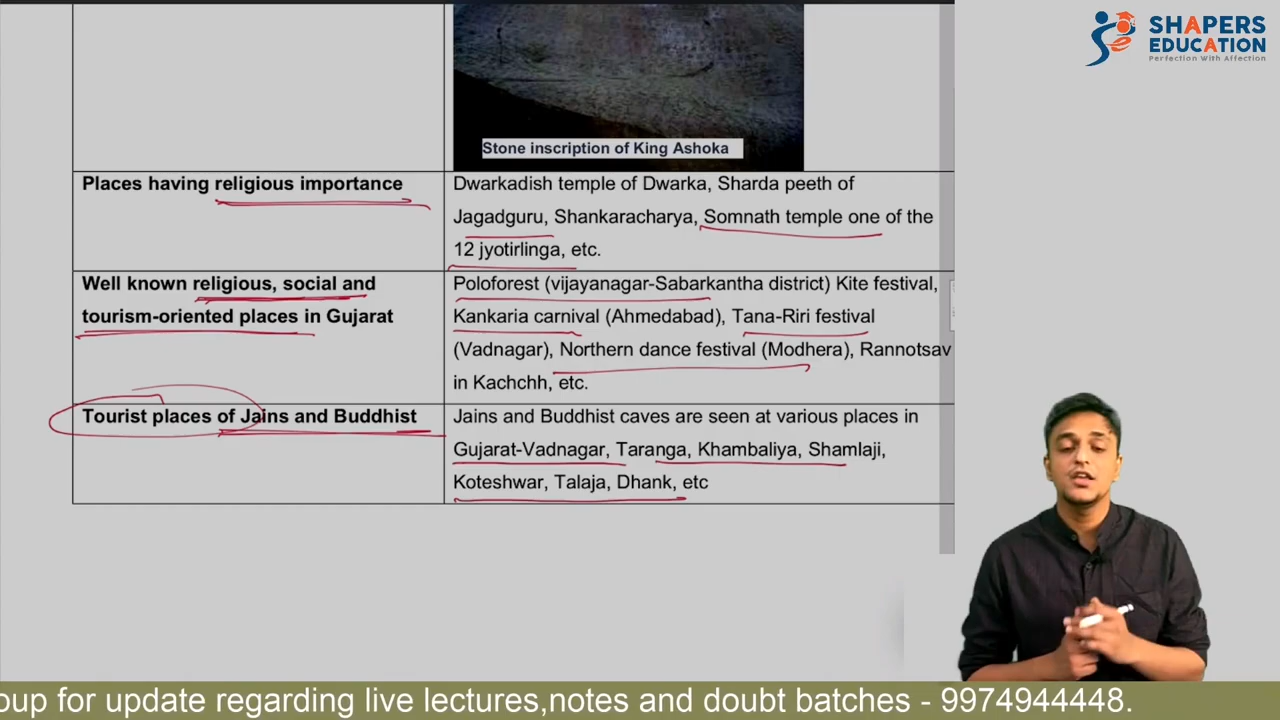 SHAPERS
EDUCATION
Perfection With Affection
Stone inscription of King Ashoka
Places having religious importance
Dwarkadish temple of Dwarka, Sharda peeth of
Jagadguru, Shankaracharya, Somnath temple one of the
12 jyotirlinga, etc.
Well known religious, social and
tourism-oriented places in Gujarat
Poloforest (vijayanagar-Sabarkantha district) Kite festival,
Kankaria carnival (Ahmedabad), Tana-Riri festival
(Vadnagar), Northern dance festival (Modhera), Rannotsav
in Kachchh, etc.
Tourist places of Jains and Buddhist
Jains and Buddhist caves are seen at various places in
Gujarat-Vadnagar, Taranga, Khambaliya, Shamlaji,
Koteshwar, Talaja, Dhank, etc
oup for update regarding live lectures,notes and doubt batches - 9974944448.